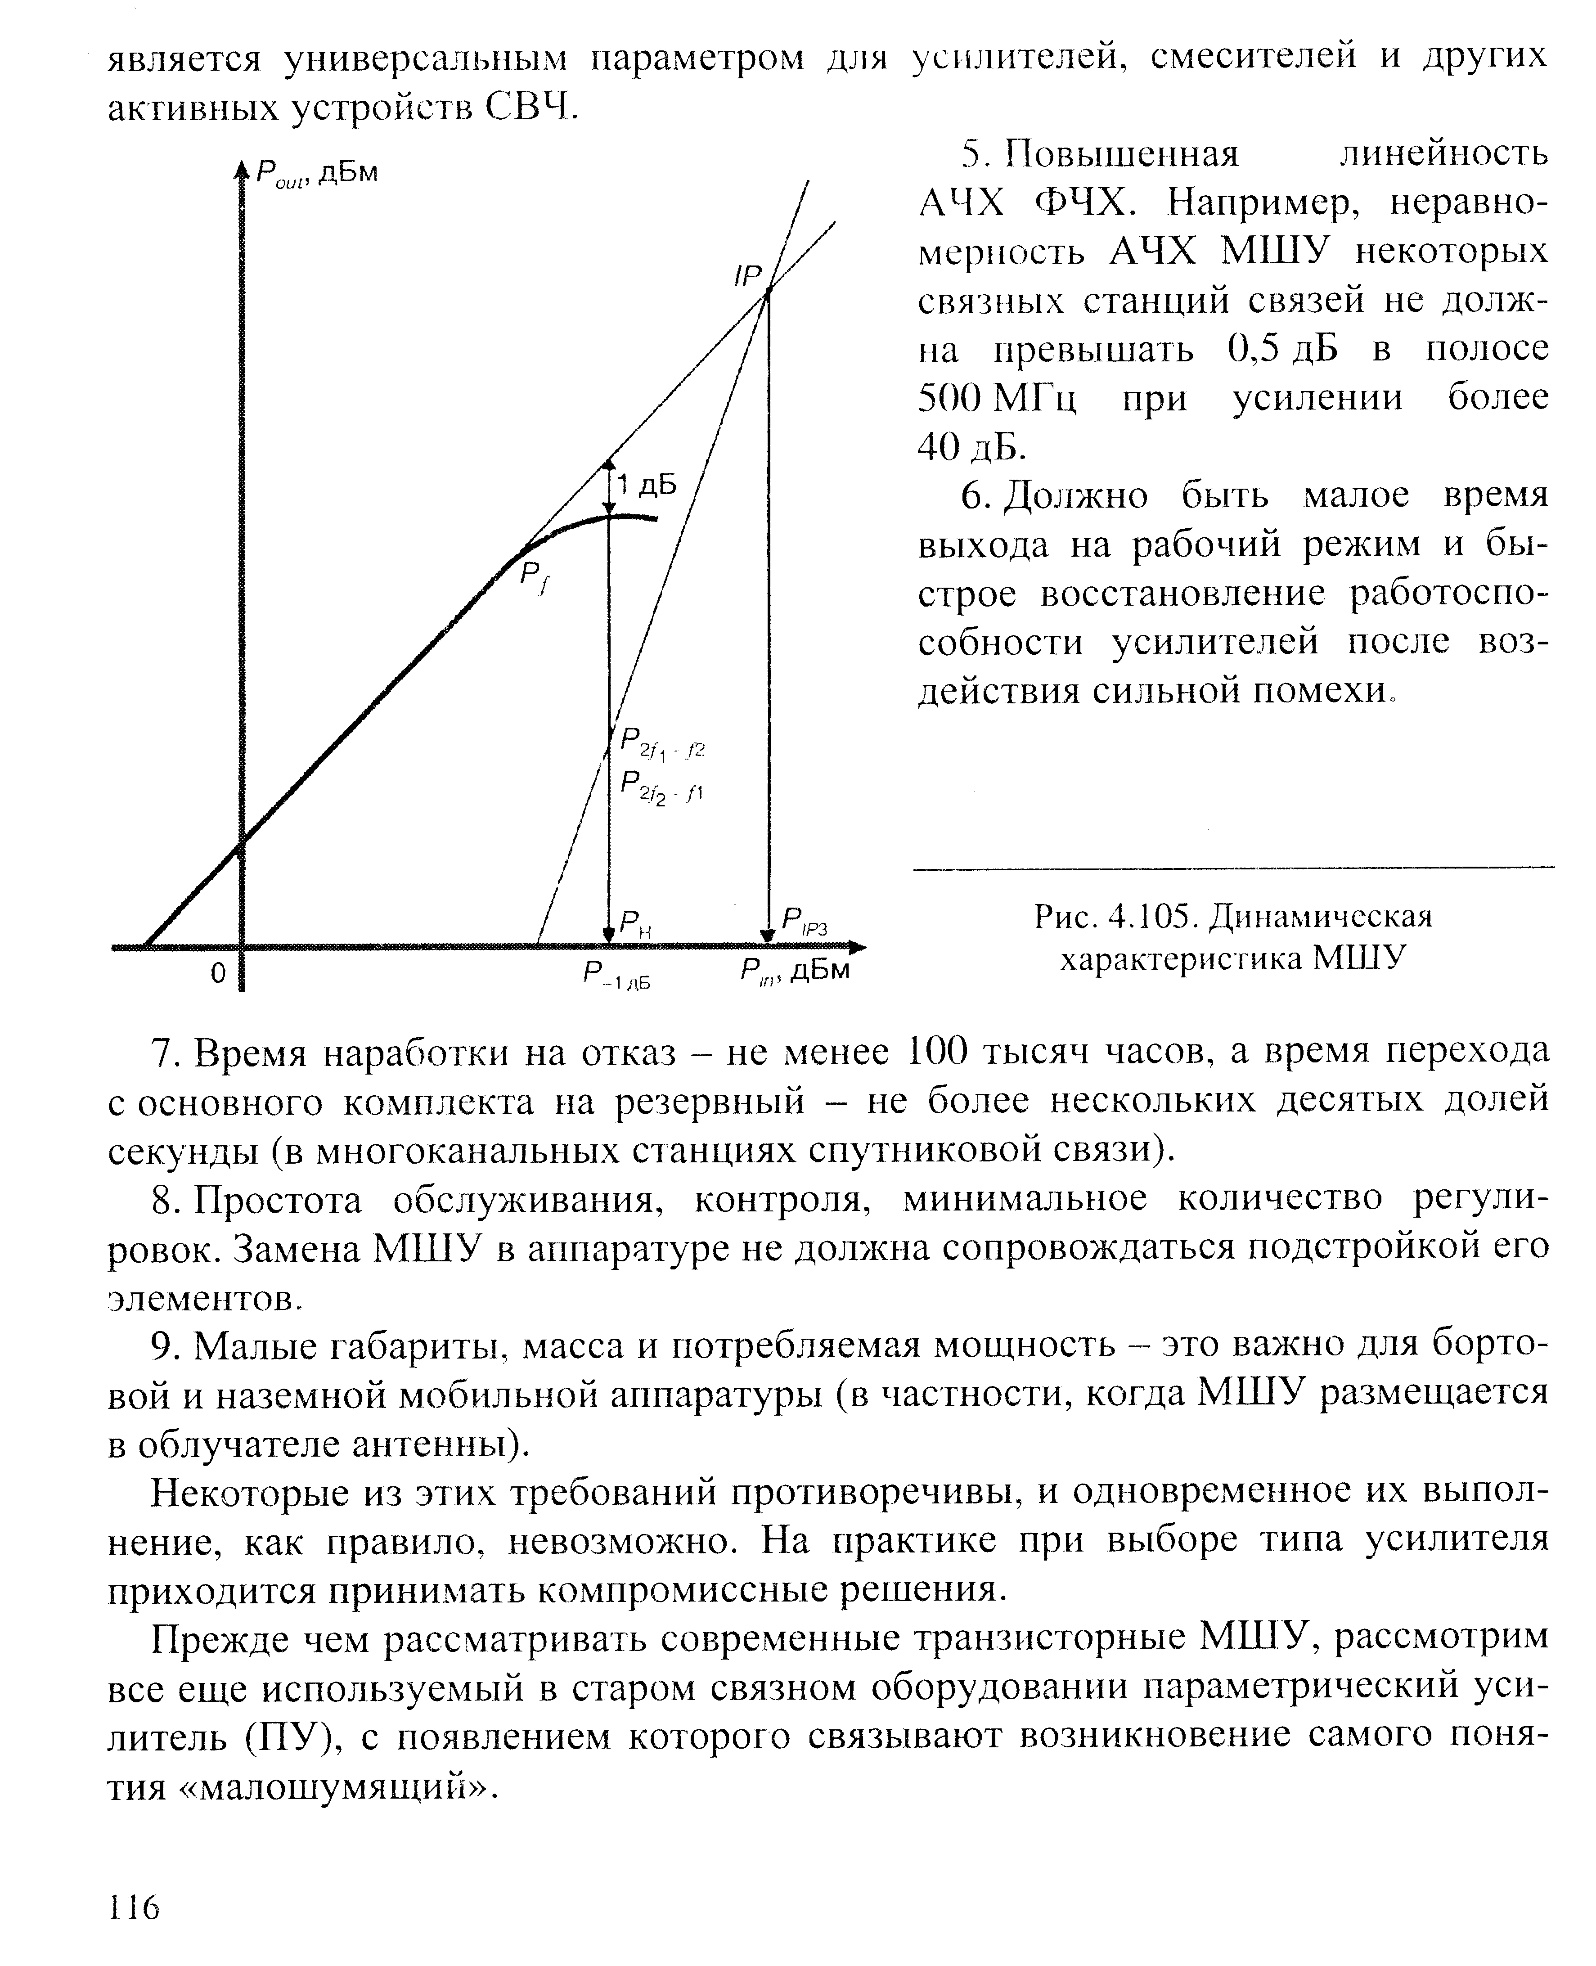 является универсальным параметром для усилителей, смесителей и других
активных устройств СВЧ.
P_out, дБм
IP
1 дБ
P_f
P_2f1 - f2
P_2f2 - f1
P_н
P_IP3
0
P_-1 дБ
P_in, дБм
5. Повышенная линейность
АЧХ ФЧХ. Например, неравно-
мерность АЧХ МШУ некоторых
связных станций связей не долж-
на превышать 0,5 дБ в полосе
500 МГц при усилении более
40 дБ.
6. Должно быть малое время
выхода на рабочий режим и бы-
строе восстановление работоспо-
собности усилителей после воз-
действия сильной помехи.
Рис. 4.105. Динамическая
характеристика МШУ
7. Время наработки на отказ – не менее 100 тысяч часов, а время перехода
с основного комплекта на резервный – не более нескольких десятых долей
секунды (в многоканальных станциях спутниковой связи).
8. Простота обслуживания, контроля, минимальное количество регули-
ровок. Замена МШУ в аппаратуре не должна сопровождаться подстройкой его
элементов.
9. Малые габариты, масса и потребляемая мощность – это важно для борто-
вой и наземной мобильной аппаратуры (в частности, когда МШУ размещается
в облучателе антенны).
Некоторые из этих требований противоречивы, и одновременное их выпол-
нение, как правило, невозможно. На практике при выборе типа усилителя
приходится принимать компромиссные решения.
Прежде чем рассматривать современные транзисторные МШУ, рассмотрим
все еще используемый в старом связном оборудовании параметрический уси-
литель (ПУ), с появлением которого связывают возникновение самого поня-
тия «малошумящий».
116